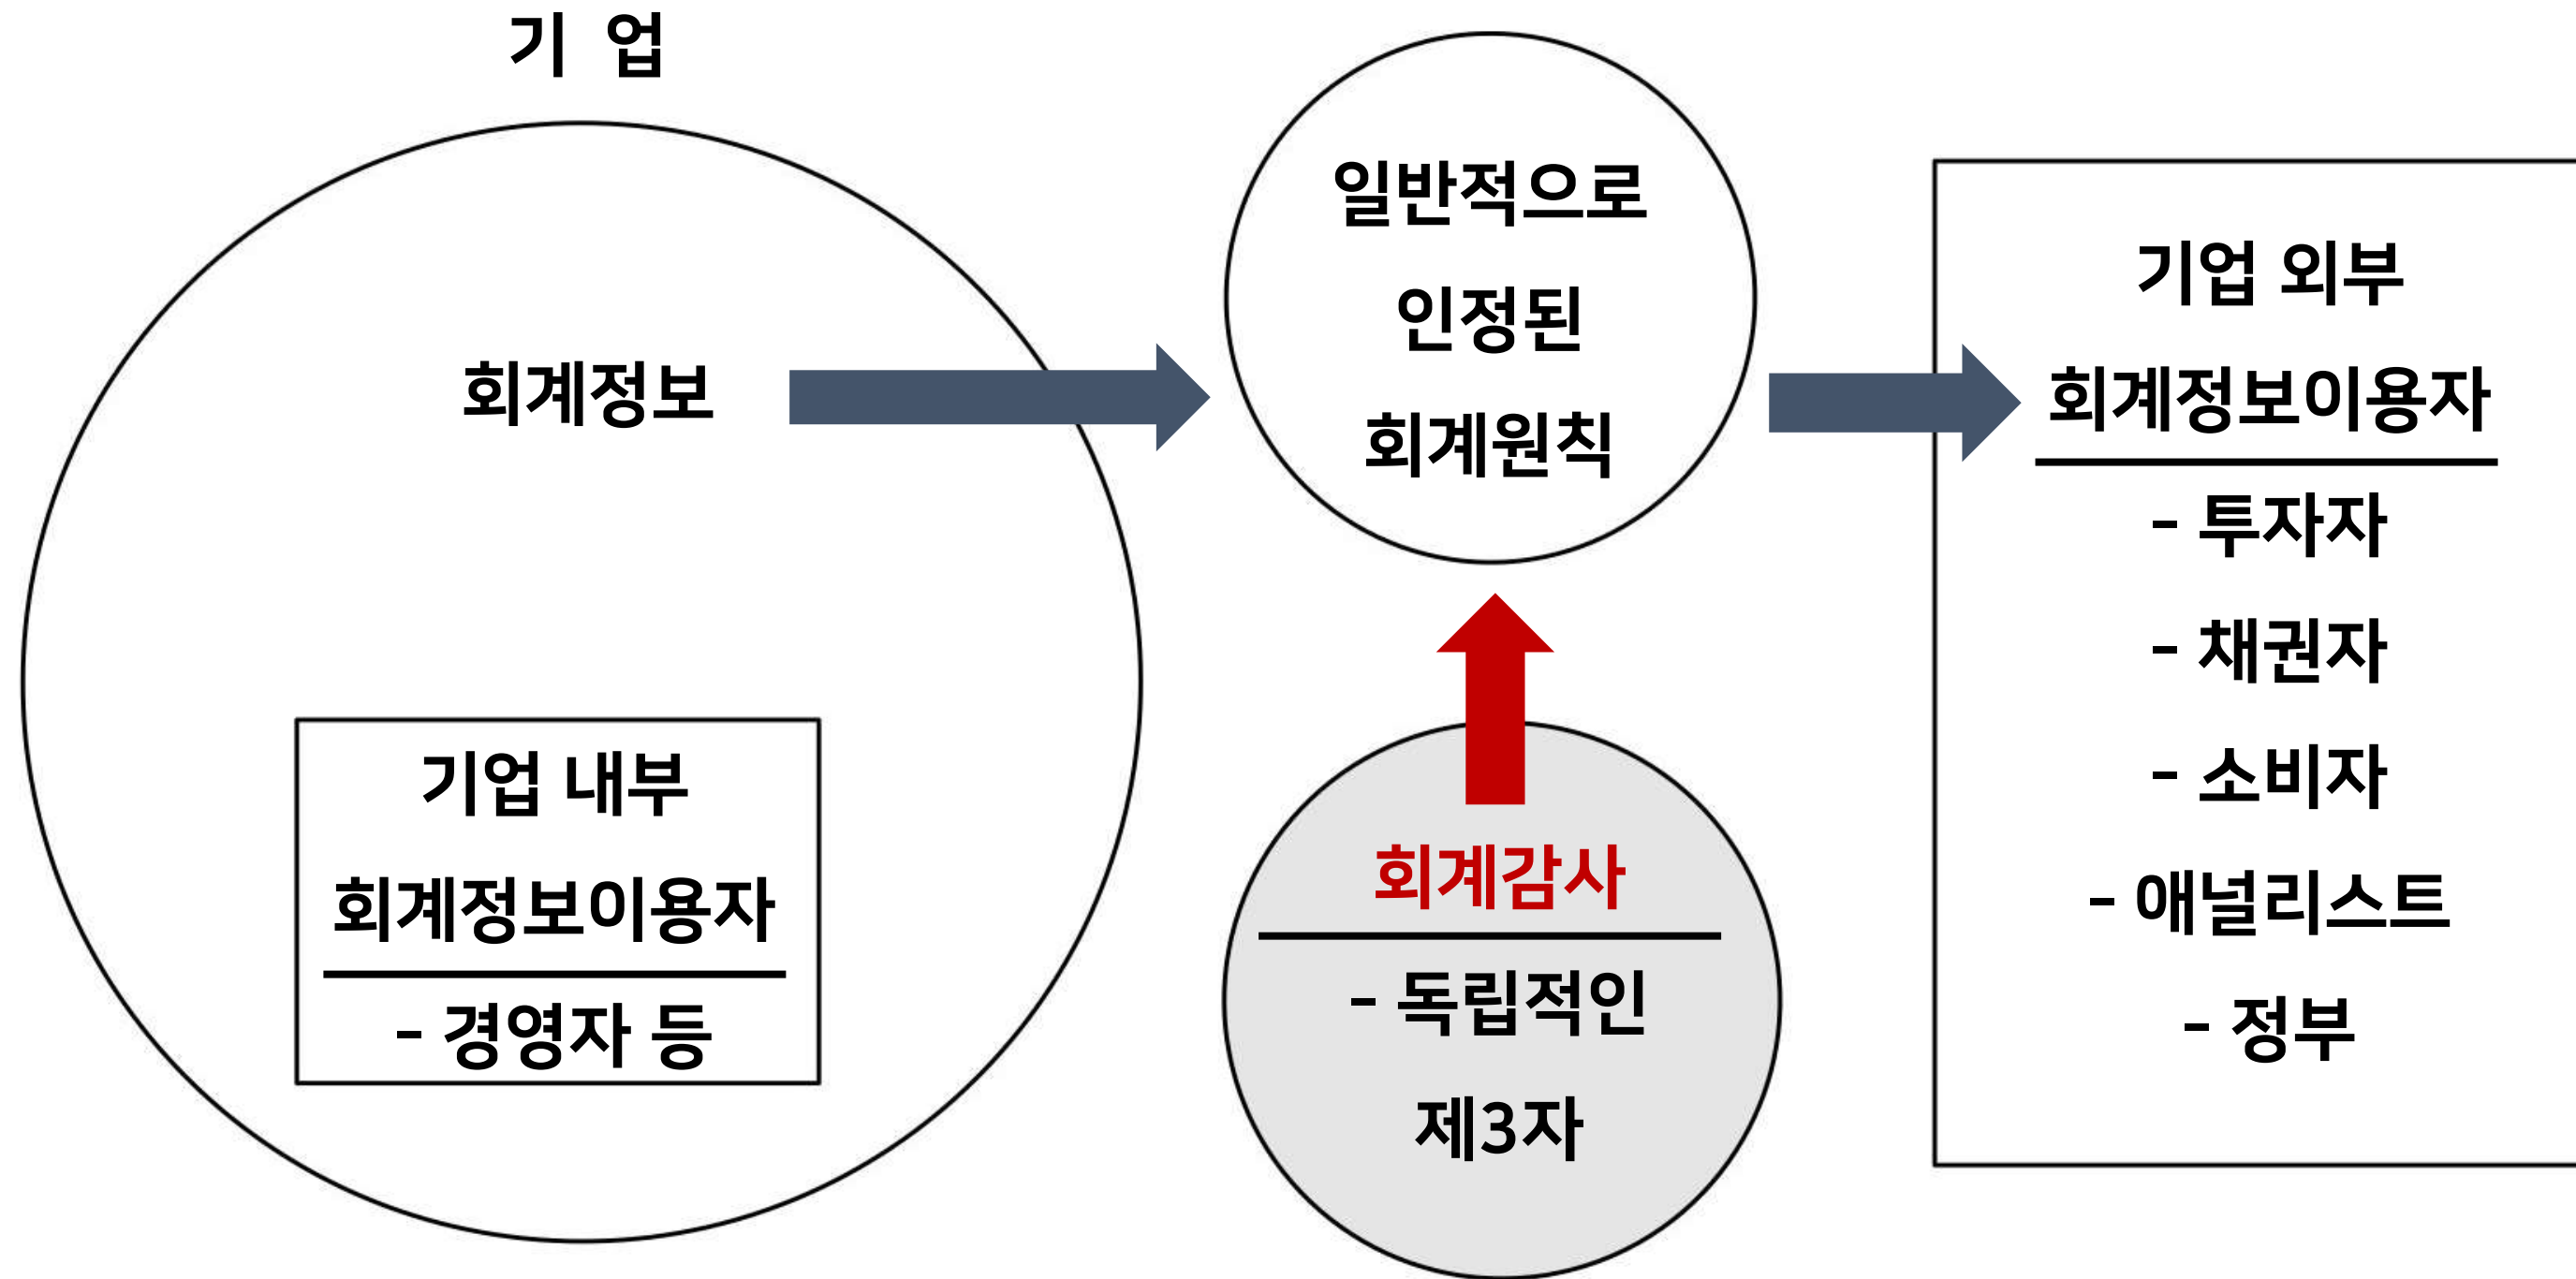 기 업
회계정보
기업 내부
회계정보이용자
- 경영자 등
일반적으로
인정된
회계원칙
회계감사
- 독립적인
제3자
기업 외부
회계정보이용자
- 투자자
- 채권자
- 소비자
- 애널리스트
- 정부